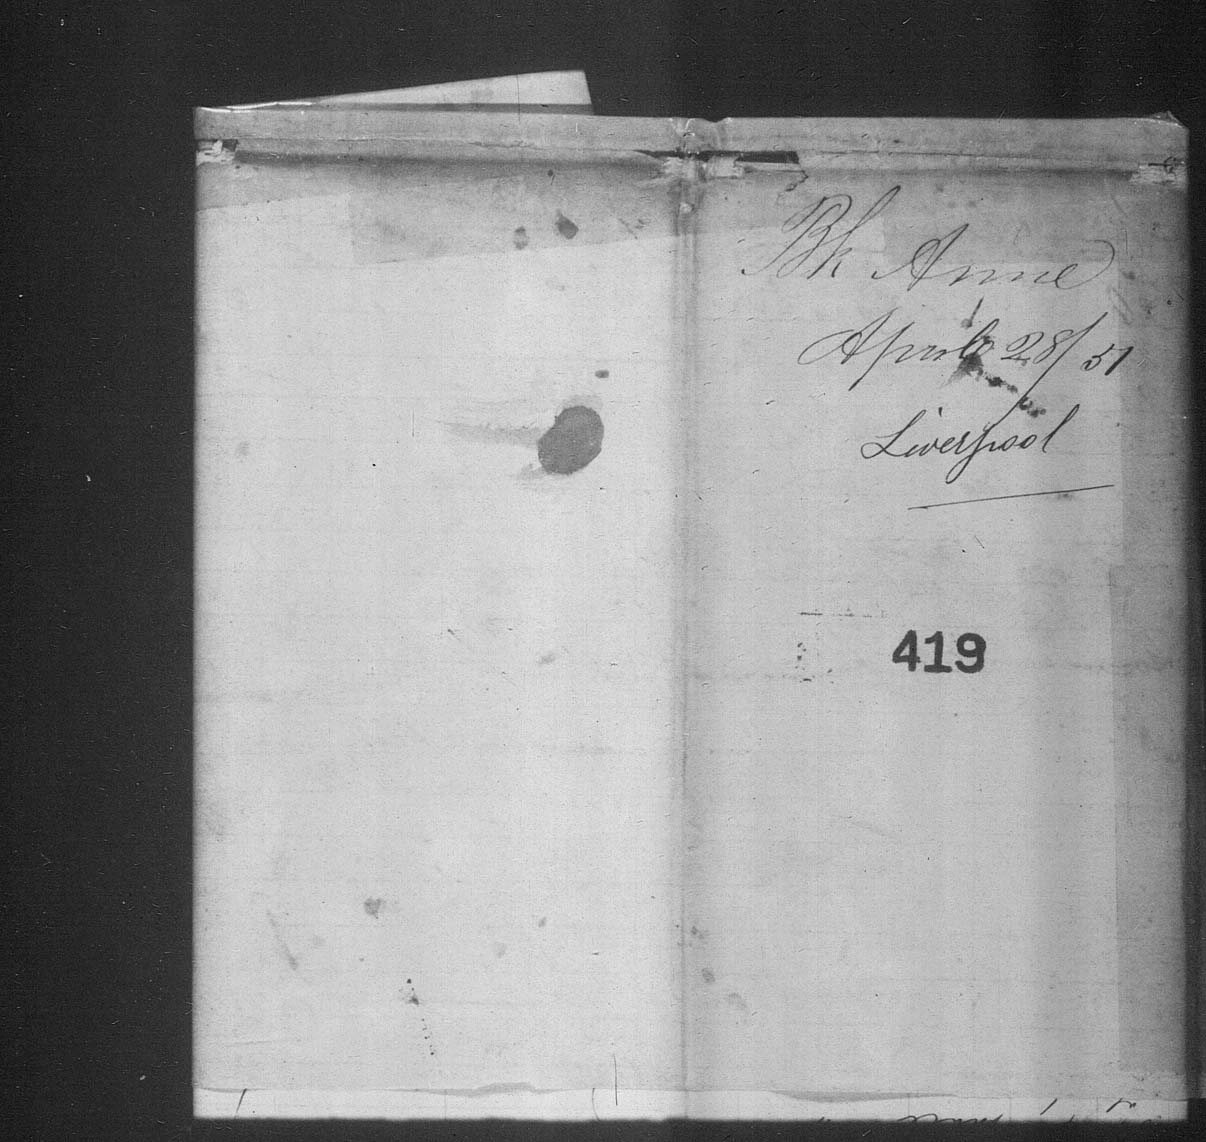 Bk Anne
April 28/51
Liverpool
419